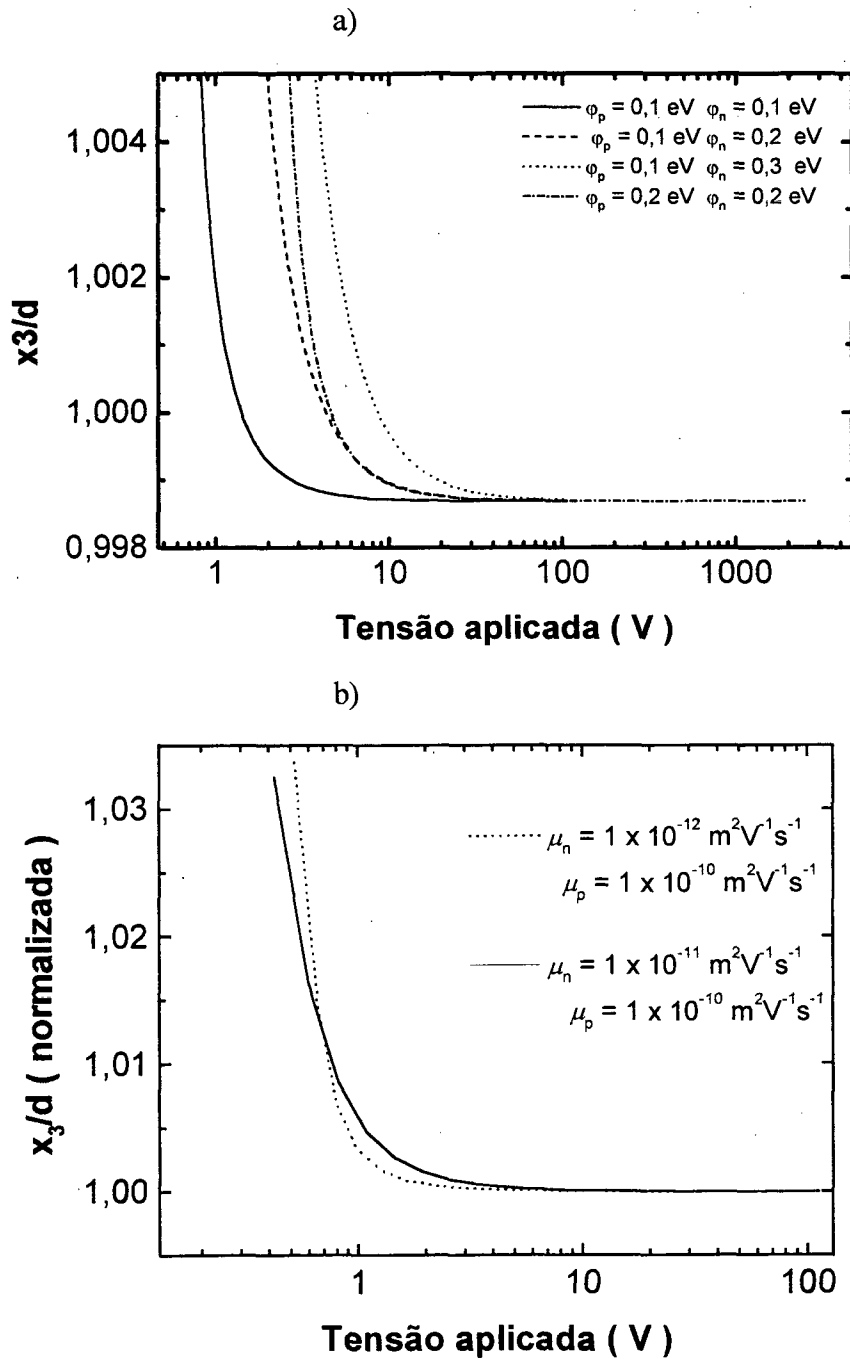 a)
φp = 0,1 eV φn = 0,1 eV
φp = 0,1 eV φn = 0,2 eV
φp = 0,1 eV φn = 0,3 eV
φp = 0,2 eV φn = 0,2 eV
1,004
1,002
1,000
0,998
x3/d
1 10 100 1000
Tensão aplicada ( V )
b)
μn = 1 x 10⁻¹² m²V⁻¹s⁻¹
μp = 1 x 10⁻¹⁰ m²V⁻¹s⁻¹
μn = 1 x 10⁻¹¹ m²V⁻¹s⁻¹
μp = 1 x 10⁻¹⁰ m²V⁻¹s⁻¹
1,03
1,02
1,01
1,00
x₃/d ( normalizada )
1 10 100
Tensão aplicada ( V )